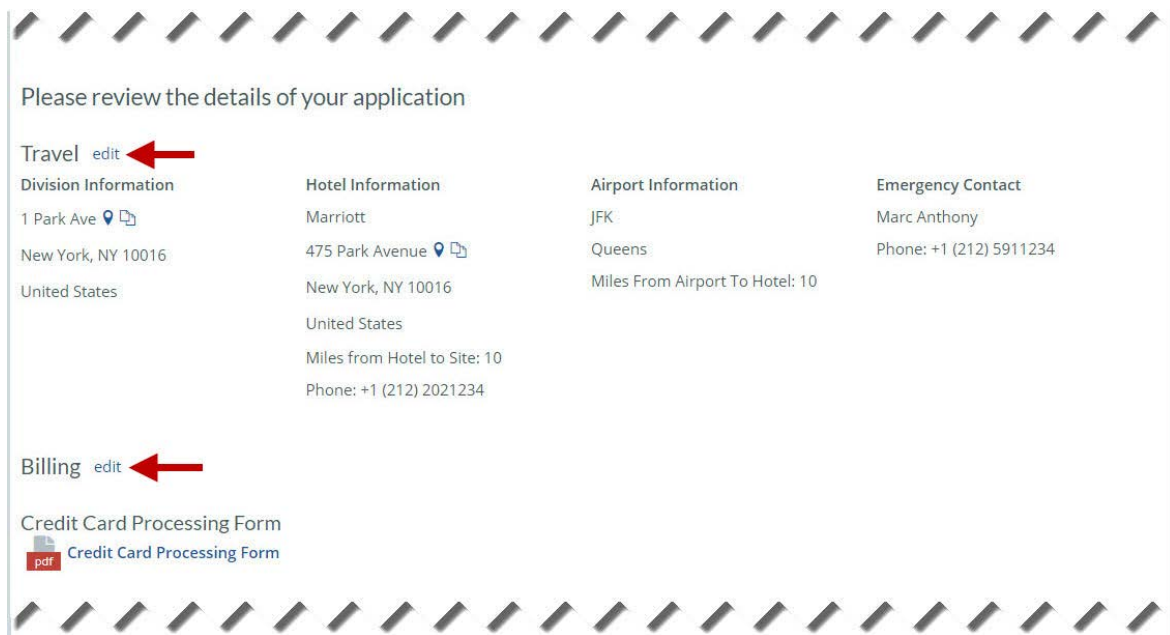 Please review the details of your application
Travel edit
Division Information
1 Park Ave
New York, NY 10016
United States
Hotel Information
Marriott
475 Park Avenue
New York, NY 10016
United States
Miles from Hotel to Site: 10
Phone: +1 (212) 2021234
Airport Information
JFK
Queens
Miles From Airport To Hotel: 10
Emergency Contact
Marc Anthony
Phone: +1 (212) 5911234
Billing edit
Credit Card Processing Form
pdf Credit Card Processing Form